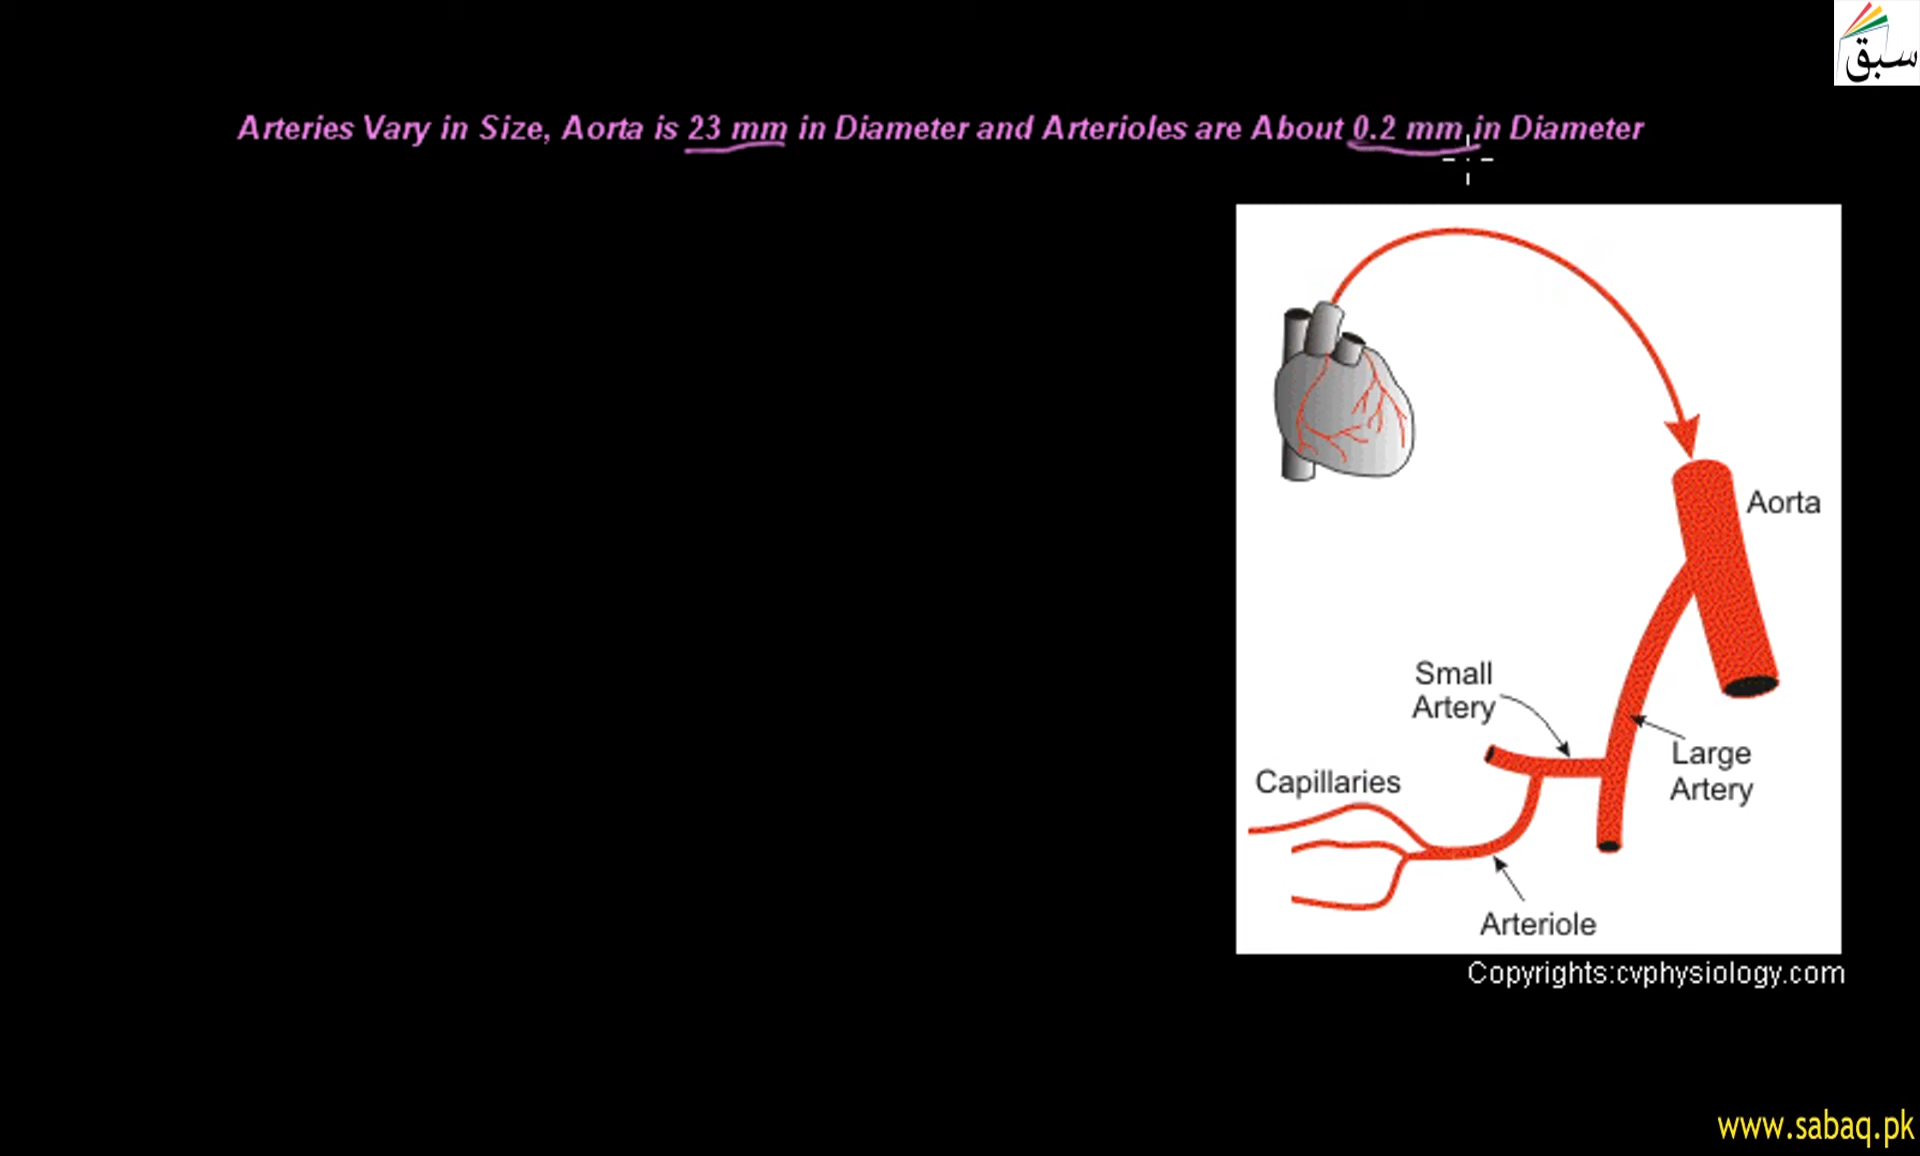 سبق
Arteries Vary in Size, Aorta is 23 mm in Diameter and Arterioles are About 0.2 mm in Diameter
Aorta
Small
Artery
Large
Artery
Capillaries
Arteriole
Copyrights:cvphysiology.com
www.sabaq.pk